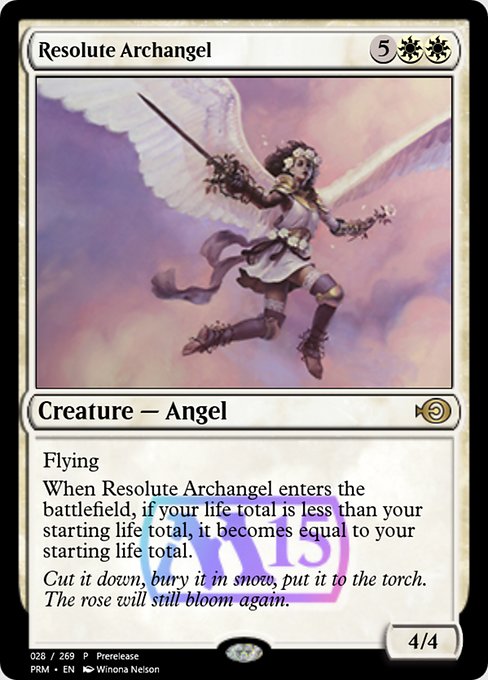 Resolute Archangel 5
Creature — Angel
Flying
When Resolute Archangel enters the
battlefield, if your life total is less than your
starting life total, it becomes equal to your
starting life total.
Cut it down, bury it in snow, put it to the torch.
The rose will still bloom again.
M15
4/4
028 / 269 P Prerelease
PRM • EN Winona Nelson